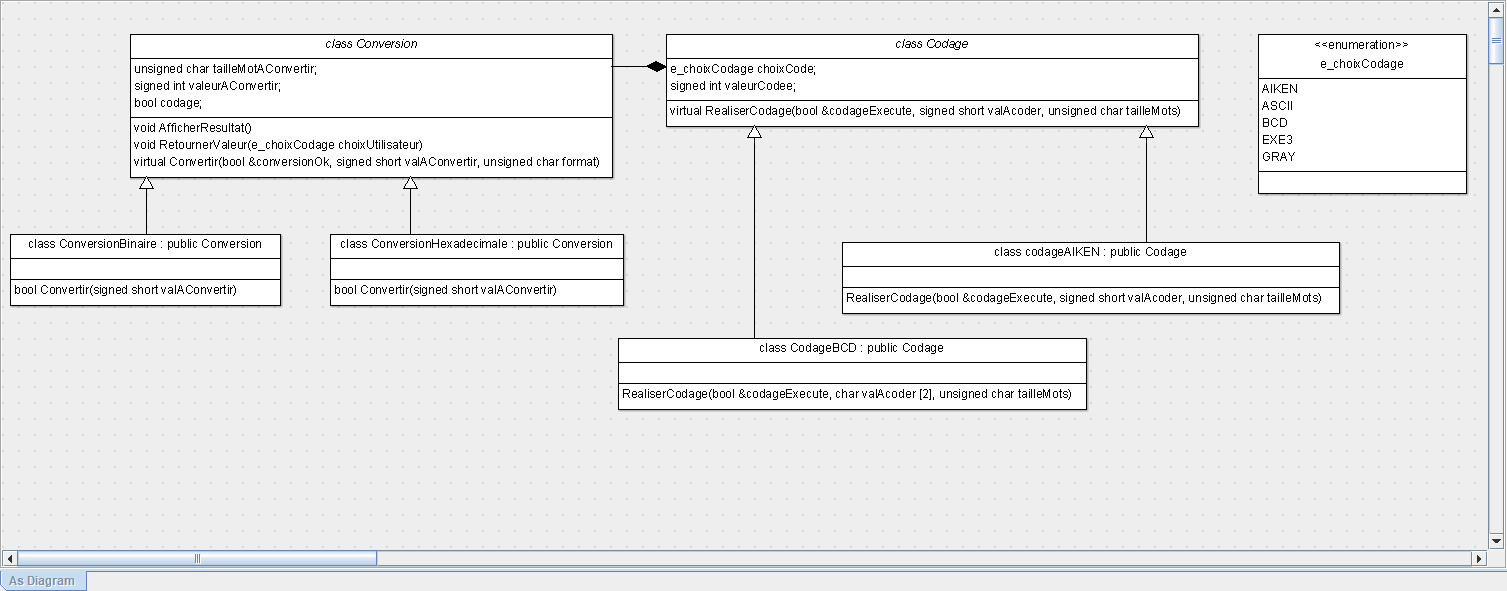 class Conversion
unsigned char tailleMotAConvertir;
signed int valeurAConvertir;
bool codage;
void AfficherResultat()
void RetournerValeur(e_choixCodage choixUtilisateur)
virtual Convertir(bool &conversionOk, signed short valAConvertir, unsigned char format)
class Codage
e_choixCodage choixCode;
signed int valeurCodee;
virtual RealiserCodage(bool &codageExecute, signed short valAcoder, unsigned char tailleMots)
<<enumeration>>
e_choixCodage
AIKEN
ASCII
BCD
EXE3
GRAY
class ConversionBinaire : public Conversion
bool Convertir(signed short valAConvertir)
class ConversionHexadecimale : public Conversion
bool Convertir(signed short valAConvertir)
class codageAIKEN : public Codage
RealiserCodage(bool &codageExecute, signed short valAcoder, unsigned char tailleMots)
class CodageBCD : public Codage
RealiserCodage(bool &codageExecute, char valAcoder [2], unsigned char tailleMots)
As Diagram